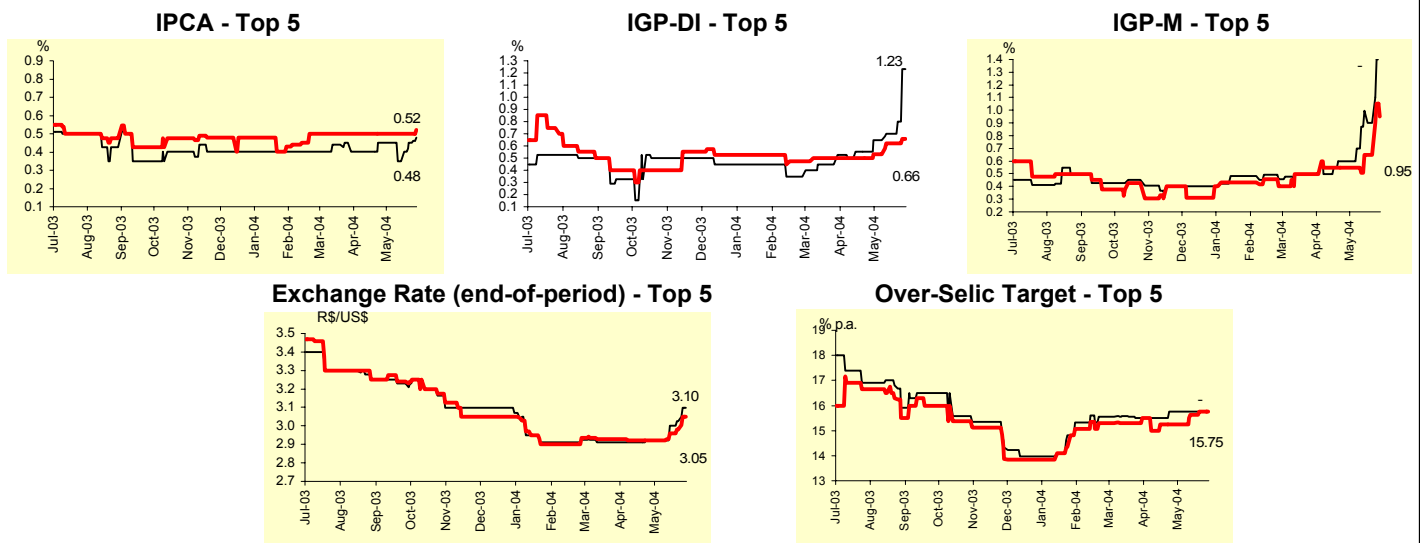 IPCA - Top 5
%
0.9
0.8
0.7
0.6
0.5
0.4
0.3
0.2
0.1
0.52
0.48
Jul-03
Aug-03
Sep-03
Oct-03
Nov-03
Dec-03
Jan-04
Feb-04
Mar-04
Apr-04
May-04
IGP-DI - Top 5
%
1.3
1.2
1.1
1.0
0.9
0.8
0.7
0.6
0.5
0.4
0.3
0.2
0.1
1.23
0.66
Jul-03
Aug-03
Sep-03
Oct-03
Nov-03
Dec-03
Jan-04
Feb-04
Mar-04
Apr-04
May-04
IGP-M - Top 5
%
1.4
1.3
1.2
1.1
1.0
0.9
0.8
0.7
0.6
0.5
0.4
0.3
0.2
-
0.95
Jul-03
Aug-03
Sep-03
Oct-03
Nov-03
Dec-03
Jan-04
Feb-04
Mar-04
Apr-04
May-04
Exchange Rate (end-of-period) - Top 5
R$/US$
3.5
3.4
3.3
3.2
3.1
3.0
2.9
2.8
2.7
3.10
3.05
Jul-03
Aug-03
Sep-03
Oct-03
Nov-03
Dec-03
Jan-04
Feb-04
Mar-04
Apr-04
May-04
Over-Selic Target - Top 5
% p.a.
19
18
17
16
15
14
13
-
15.75
Jul-03
Aug-03
Sep-03
Oct-03
Nov-03
Dec-03
Jan-04
Feb-04
Mar-04
Apr-04
May-04